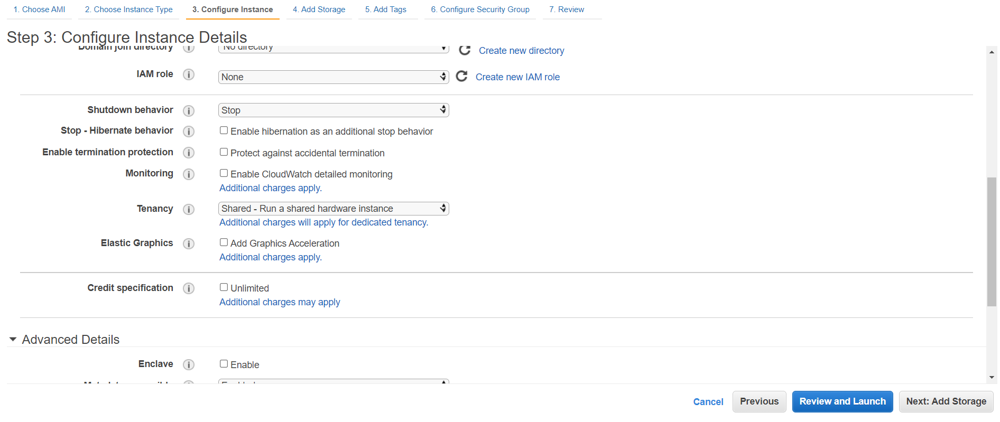 1. Choose AMI 2. Choose Instance Type 3. Configure Instance 4. Add Storage 5. Add Tags 6. Configure Security Group 7. Review
Step 3: Configure Instance Details
Domain join directory No directory Create new directory
IAM role None Create new IAM role
Shutdown behavior Stop
Stop - Hibernate behavior Enable hibernation as an additional stop behavior
Enable termination protection Protect against accidental termination
Monitoring Enable CloudWatch detailed monitoring
Additional charges apply.
Tenancy Shared - Run a shared hardware instance
Additional charges will apply for dedicated tenancy.
Elastic Graphics Add Graphics Acceleration
Additional charges apply.
Credit specification Unlimited
Additional charges may apply
Advanced Details
Enclave Enable
Cancel Previous Review and Launch Next: Add Storage